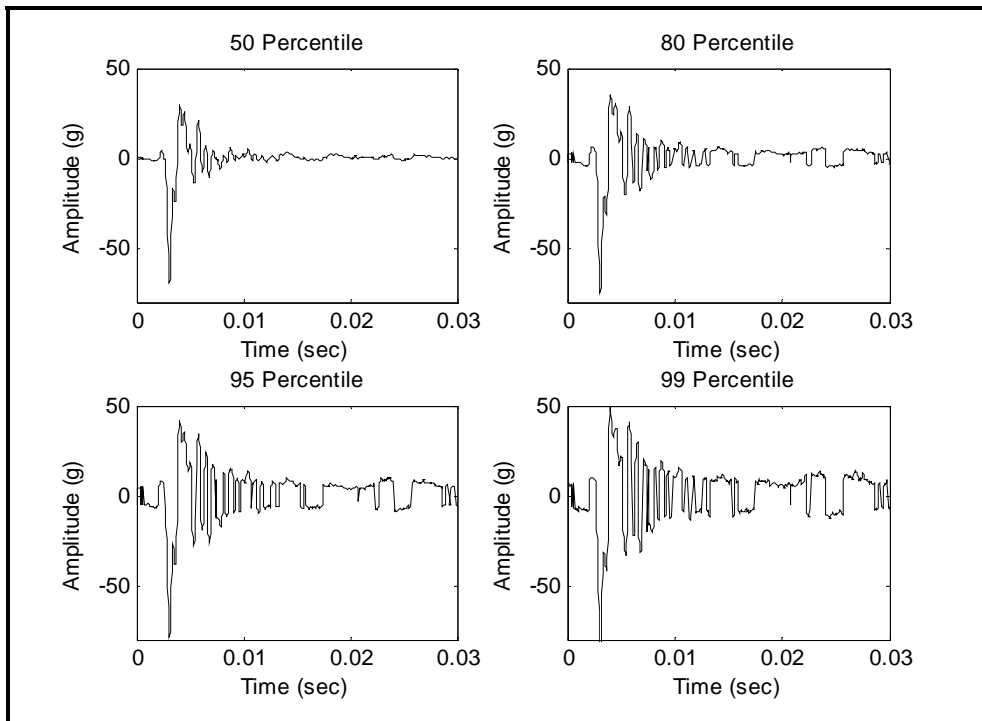 50 Percentile
50
0
-50
Amplitude (g)
0 0.01 0.02 0.03
Time (sec)
80 Percentile
50
0
-50
Amplitude (g)
0 0.01 0.02 0.03
Time (sec)
95 Percentile
50
0
-50
Amplitude (g)
0 0.01 0.02 0.03
Time (sec)
99 Percentile
50
0
-50
Amplitude (g)
0 0.01 0.02 0.03
Time (sec)